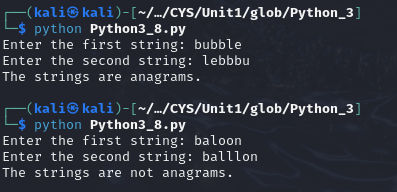 ┌──(kali㉿kali)-[~/…/CYS/Unit1/glob/Python_3]
└─$ python Python3_8.py
Enter the first string: bubble
Enter the second string: lebbbu
The strings are anagrams.
┌──(kali㉿kali)-[~/…/CYS/Unit1/glob/Python_3]
└─$ python Python3_8.py
Enter the first string: baloon
Enter the second string: balllon
The strings are not anagrams.